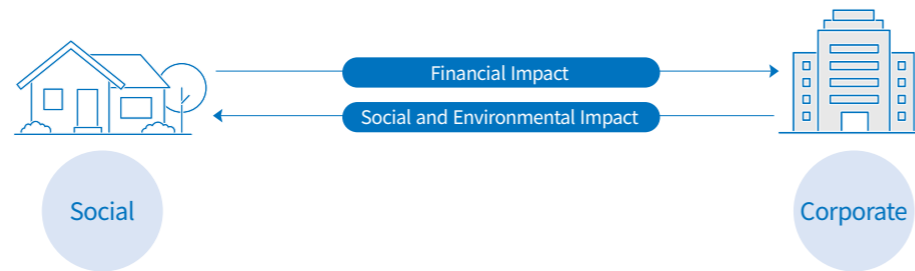 Financial Impact
Social and Environmental Impact
Social
Corporate